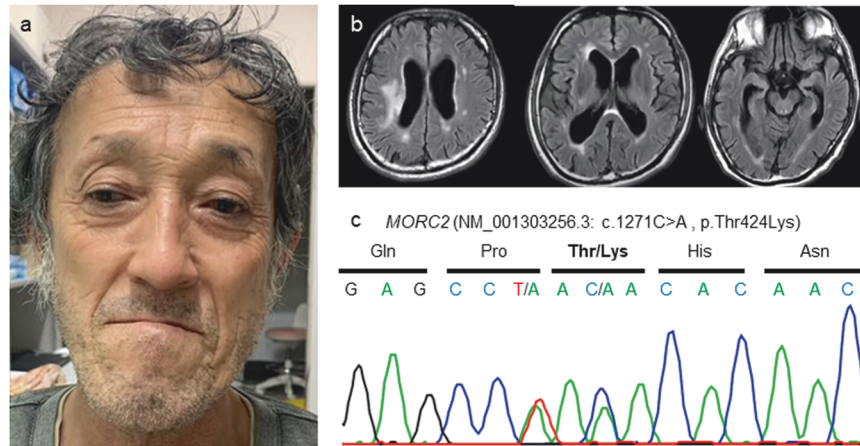 a
b
c MORC2 (NM_001303256.3: c.1271C>A , p.Thr424Lys)
Gln Pro Thr/Lys His Asn
G A G C C T/A A C/A A C A C A A C